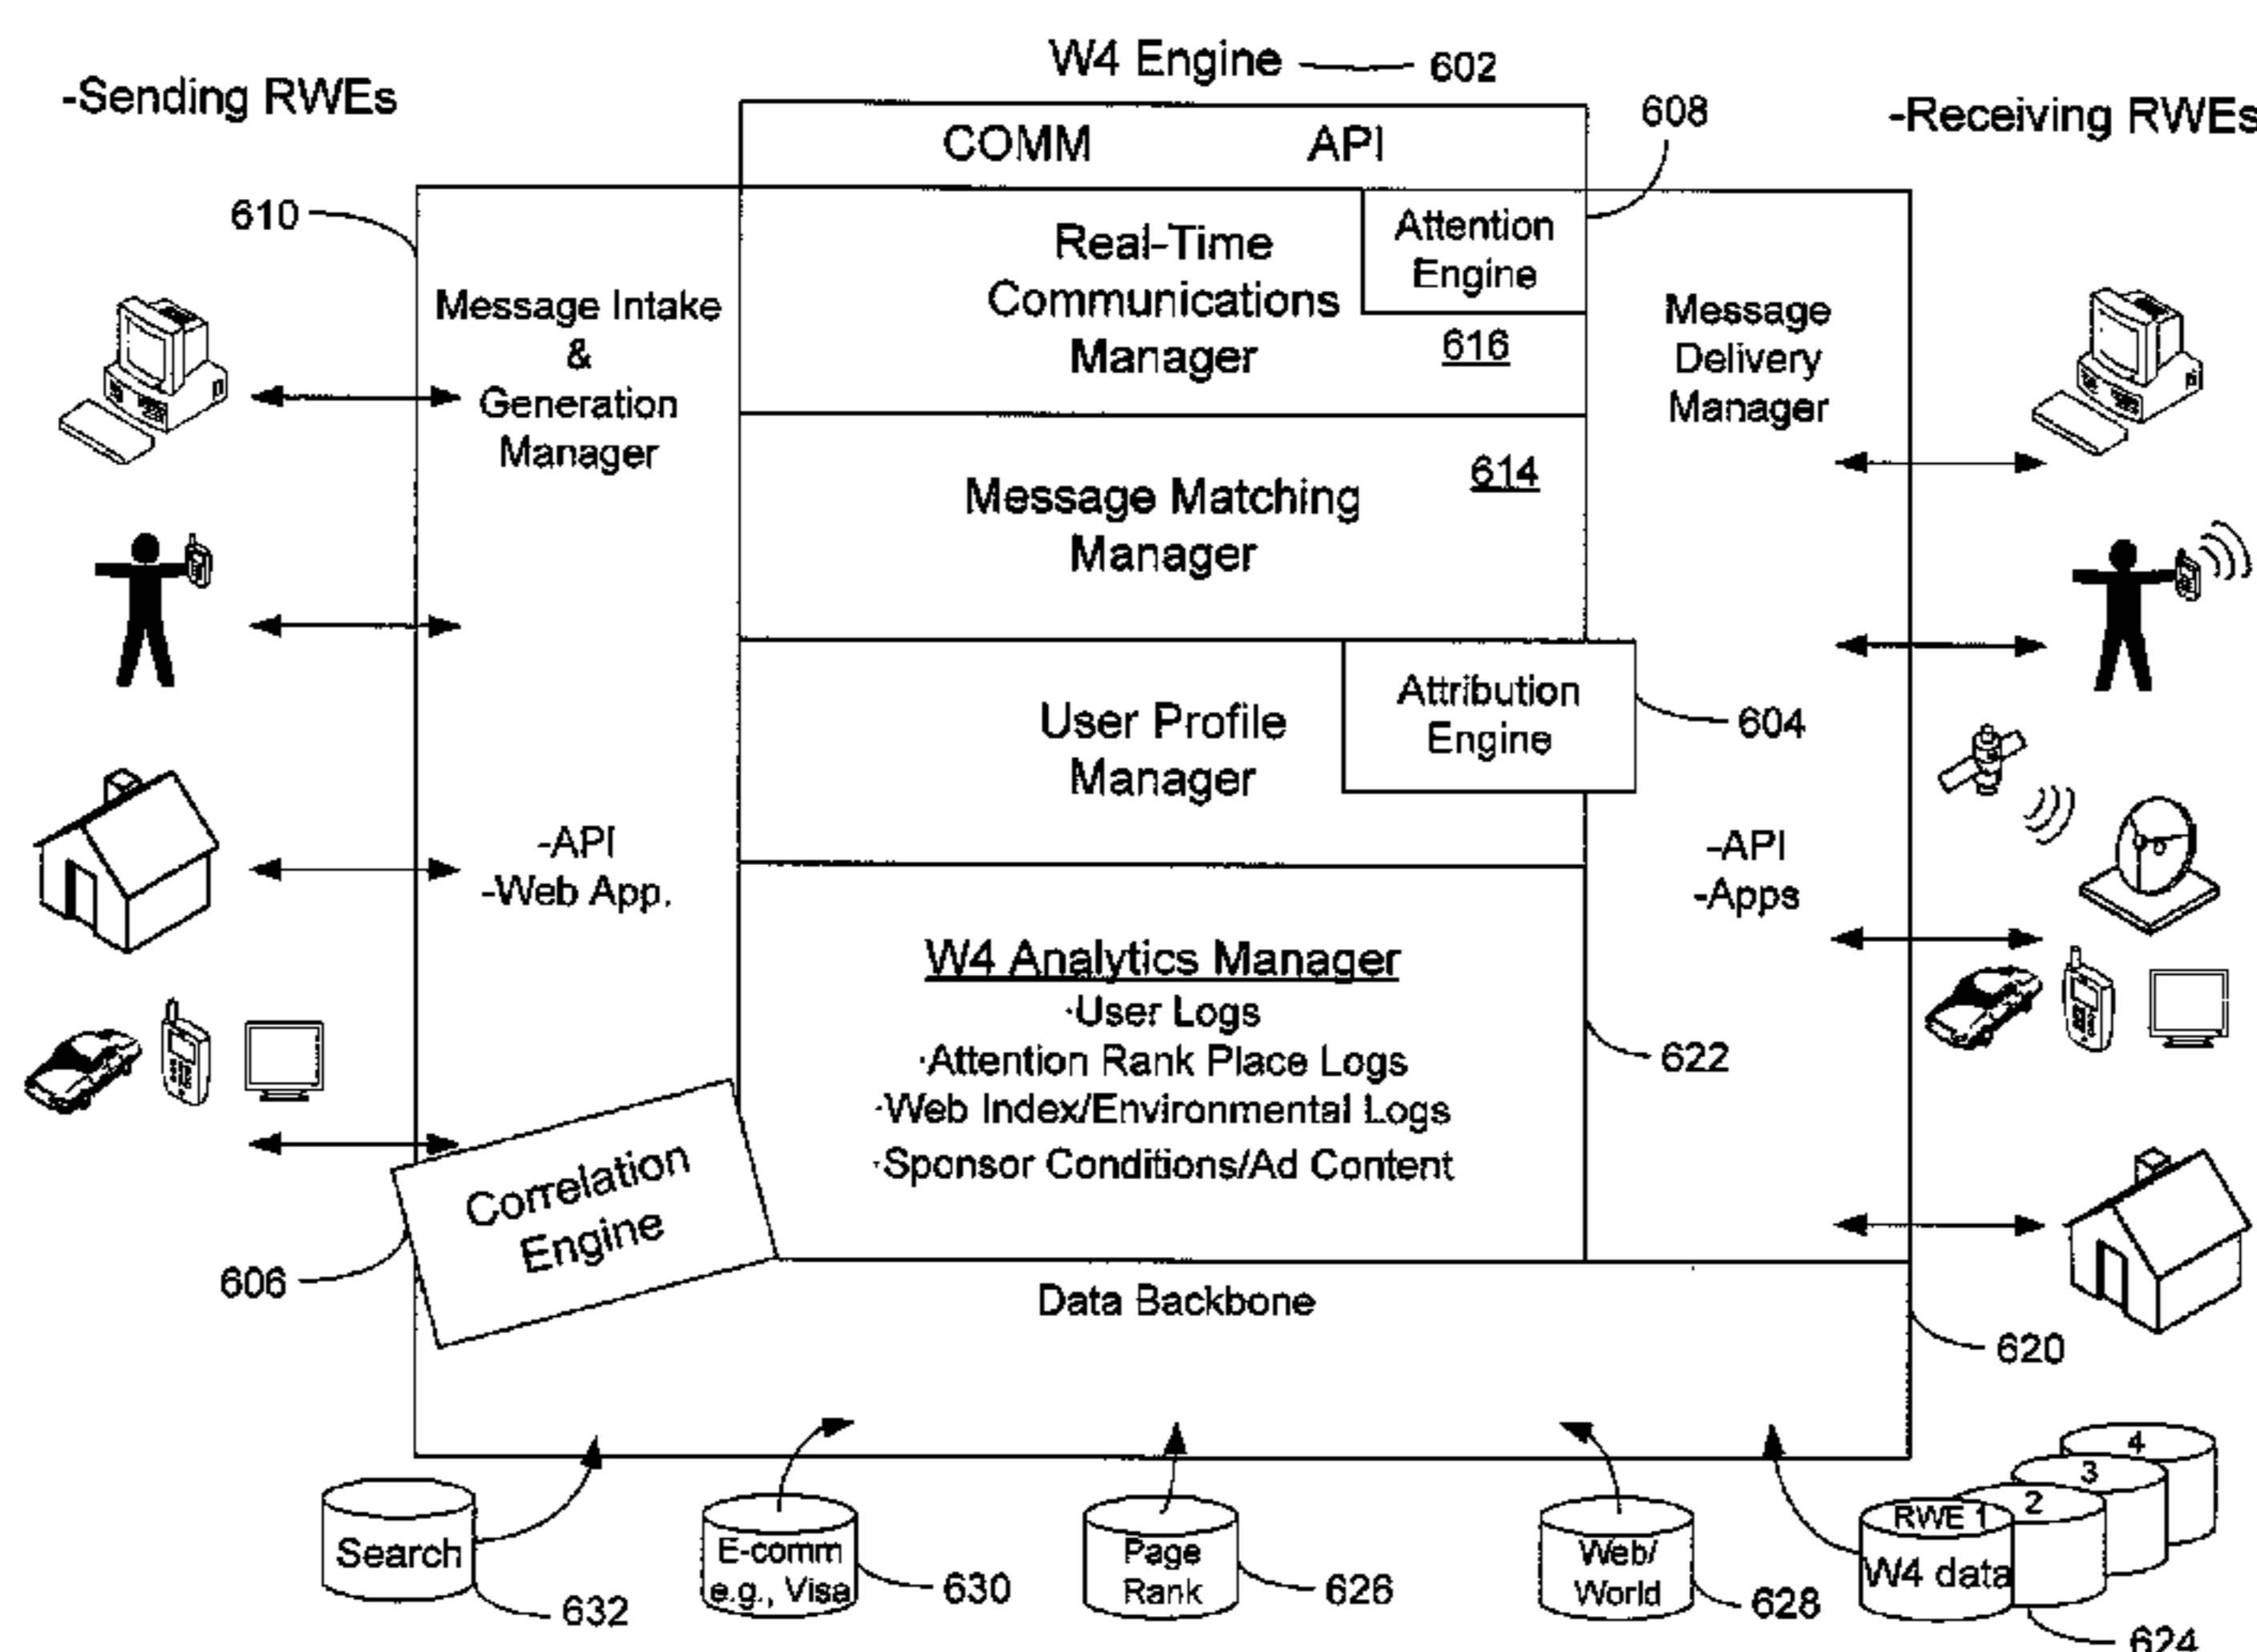 W4 Engine 602
-Sending RWEs
-Receiving RWEs
COMM API
608
610
Attention
Engine
Real-Time
Communications
Manager
616
Message Intake
&
Generation
Manager
Message
Delivery
Manager
614
Message Matching
Manager
Attribution
Engine
604
User Profile
Manager
-API
-Web App.
-API
-Apps
W4 Analytics Manager
·User Logs
·Attention Rank Place Logs
·Web Index/Environmental Logs
·Sponsor Conditions/Ad Content
622
Correlation
Engine
606
Data Backbone
620
Search
632
E-comm
e.g., Visa
630
Page
Rank
626
Web/
World
628
4
3
2
RWE 1
W4 data
624